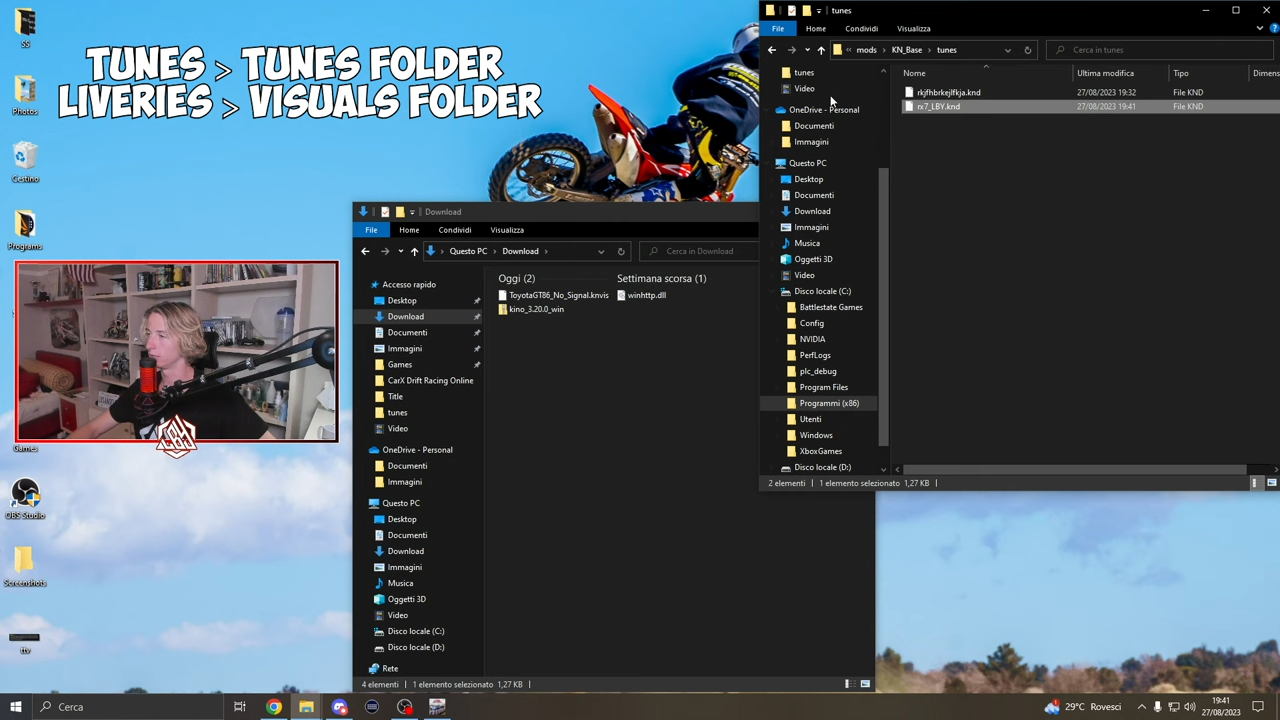 SS
Photos
Cestino
Programs
Games
OBS Studio
Screenshots
ttv
TUNES > TUNES FOLDER
LIVERIES > VISUALS FOLDER
Download
File Home Condividi Visualizza
Questo PC > Download >
Cerca in Download
Accesso rapido
Desktop
Download
Documenti
Immagini
Games
CarX Drift Racing Online
Title
tunes
Video
OneDrive - Personal
Documenti
Immagini
Questo PC
Desktop
Documenti
Download
Immagini
Musica
Oggetti 3D
Video
Disco locale (C:)
Disco locale (D:)
Rete
Oggi (2)
ToyotaGT86_No_Signal.knvis
kino_3.20.0_win
Settimana scorsa (1)
winhttp.dll
4 elementi 1 elemento selezionato 1,27 KB
tunes
File Home Condividi Visualizza
« mods > KN_Base > tunes
Cerca in tunes
tunes
Video
OneDrive - Personal
Documenti
Immagini
Questo PC
Desktop
Documenti
Download
Immagini
Musica
Oggetti 3D
Video
Disco locale (C:)
Battlestate Games
Config
NVIDIA
PerfLogs
plc_debug
Program Files
Programmi (x86)
Utenti
Windows
XboxGames
Disco locale (D:)
Nome Ultima modifica Tipo Dimens
rkjfhbrkejlfkja.knd 27/08/2023 19:32 File KND
rx7_LBY.knd 27/08/2023 19:41 File KND
2 elementi 1 elemento selezionato 1,27 KB
Cerca
29°C Rovesci
19:41
27/08/2023